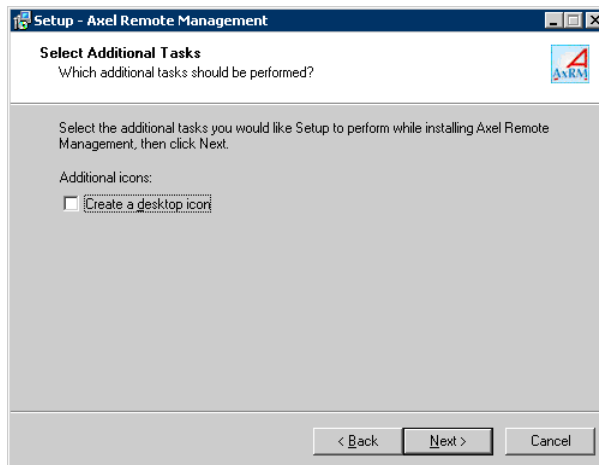 Setup - Axel Remote Management
Select Additional Tasks
Which additional tasks should be performed?
AxRM
Select the additional tasks you would like Setup to perform while installing Axel Remote
Management, then click Next.
Additional icons:
Create a desktop icon
< Back
Next >
Cancel